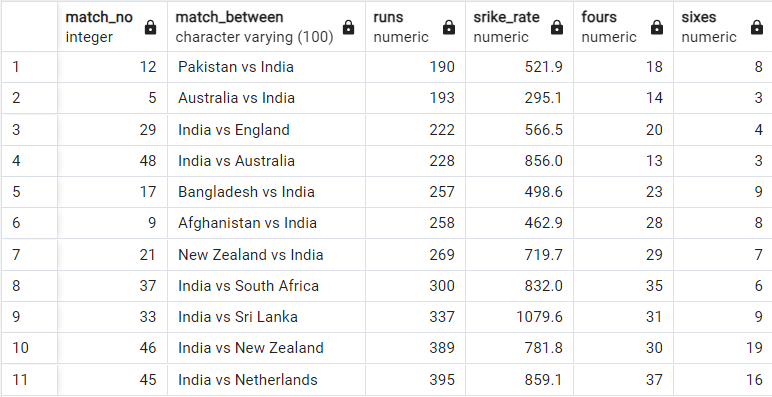 match_no match_between runs srike_rate fours sixes
integer character varying (100) numeric numeric numeric numeric
1 12 Pakistan vs India 190 521.9 18 8
2 5 Australia vs India 193 295.1 14 3
3 29 India vs England 222 566.5 20 4
4 48 India vs Australia 228 856.0 13 3
5 17 Bangladesh vs India 257 498.6 23 9
6 9 Afghanistan vs India 258 462.9 28 8
7 21 New Zealand vs India 269 719.7 29 7
8 37 India vs South Africa 300 832.0 35 6
9 33 India vs Sri Lanka 337 1079.6 31 9
10 46 India vs New Zealand 389 781.8 30 19
11 45 India vs Netherlands 395 859.1 37 16